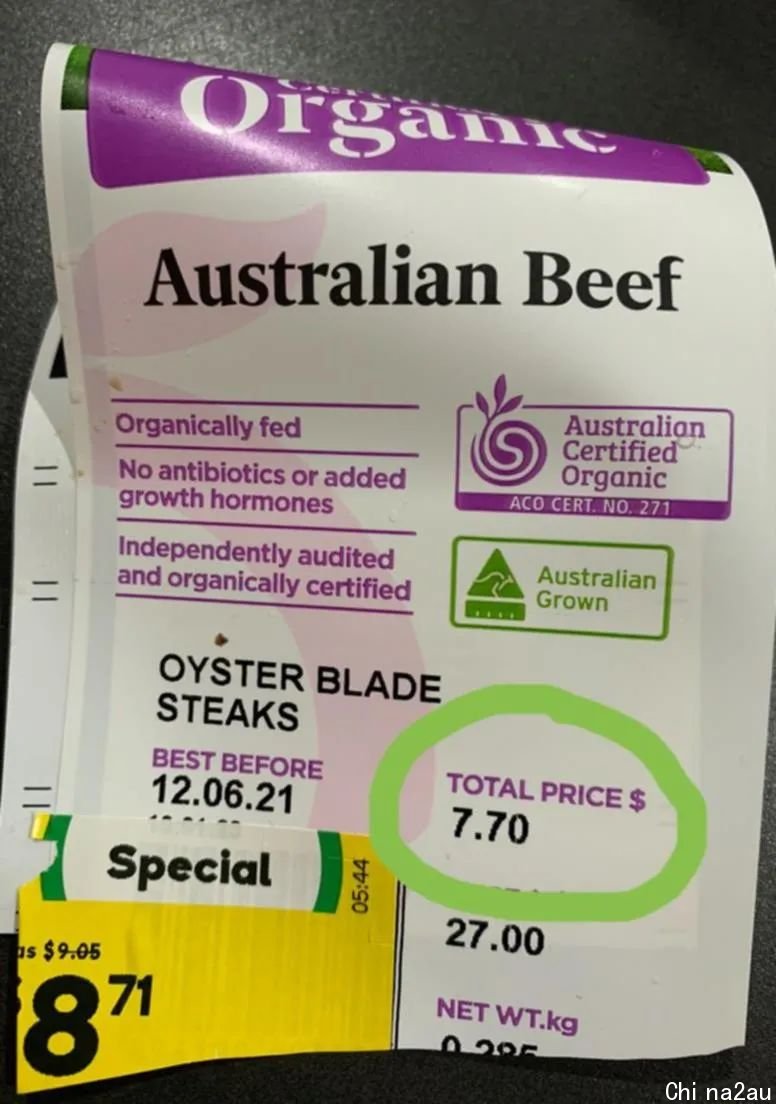 Organic
Australian Beef
Organically fed
No antibiotics or added
growth hormones
Independently audited
and organically certified
Australian
Certified
Organic
ACO CERT. NO. 271
Australian
Grown
OYSTER BLADE
STEAKS
BEST BEFORE
12.06.21
TOTAL PRICE $
7.70
Special
05:44
$9.05
8 71
27.00
NET WT.kg
Chi na2au